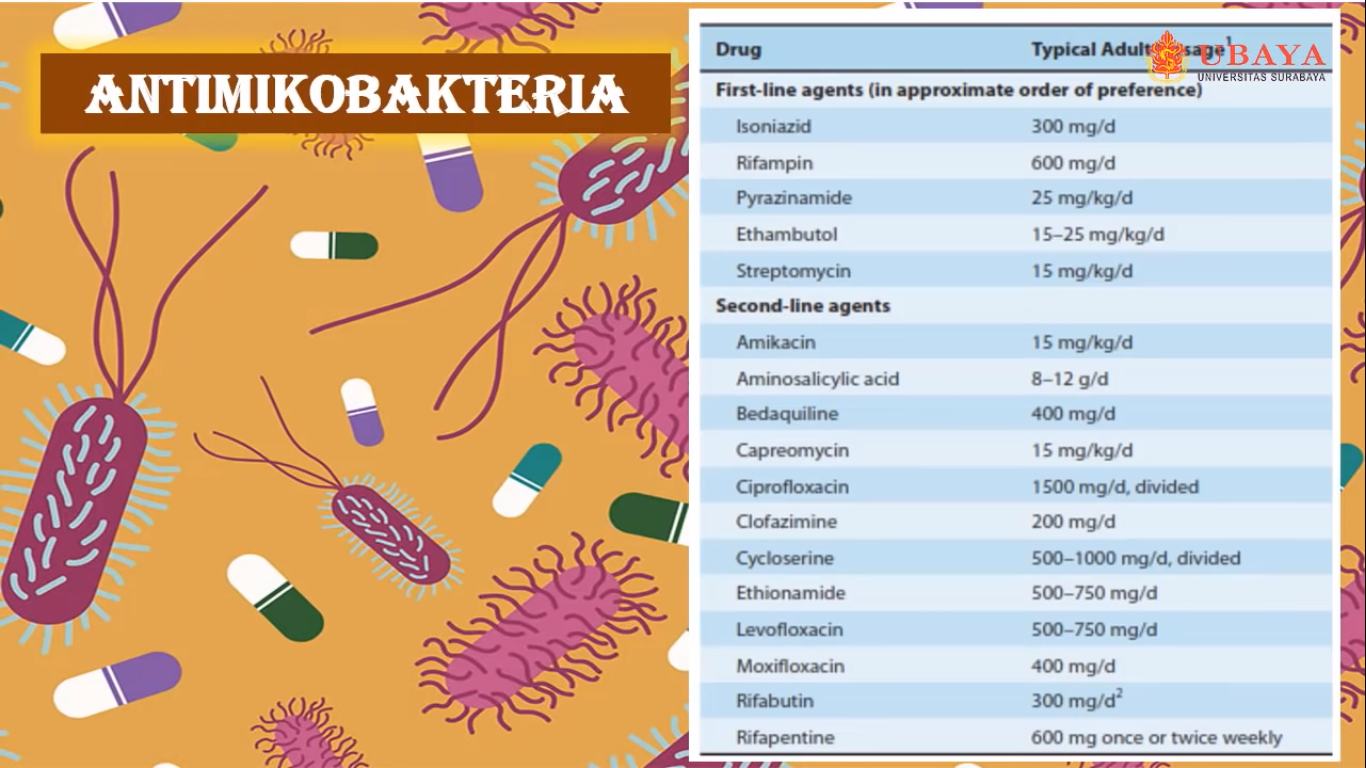 ANTIMIKOBAKTERIA
UBAYA
UNIVERSITAS SURABAYA
Drug Typical Adult
First-line agents (in approximate order of preference)
Isoniazid 300 mg/d
Rifampin 600 mg/d
Pyrazinamide 25 mg/kg/d
Ethambutol 15–25 mg/kg/d
Streptomycin 15 mg/kg/d
Second-line agents
Amikacin 15 mg/kg/d
Aminosalicylic acid 8–12 g/d
Bedaquiline 400 mg/d
Capreomycin 15 mg/kg/d
Ciprofloxacin 1500 mg/d, divided
Clofazimine 200 mg/d
Cycloserine 500–1000 mg/d, divided
Ethionamide 500–750 mg/d
Levofloxacin 500–750 mg/d
Moxifloxacin 400 mg/d
Rifabutin 300 mg/d²
Rifapentine 600 mg once or twice weekly